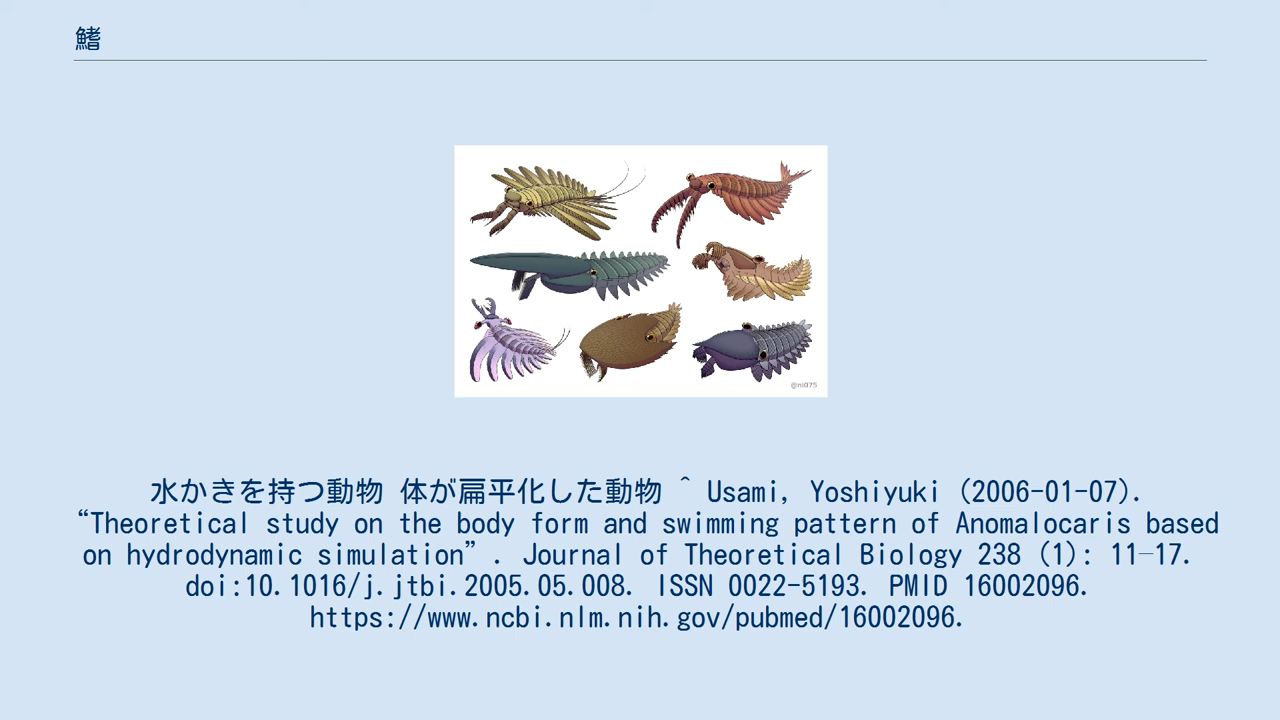 鰭
@ni075
水かきを持つ動物 体が扁平化した動物 ^ Usami, Yoshiyuki (2006-01-07).
“Theoretical study on the body form and swimming pattern of Anomalocaris based
on hydrodynamic simulation”. Journal of Theoretical Biology 238 (1): 11–17.
doi:10.1016/j.jtbi.2005.05.008. ISSN 0022-5193. PMID 16002096.
https://www.ncbi.nlm.nih.gov/pubmed/16002096.